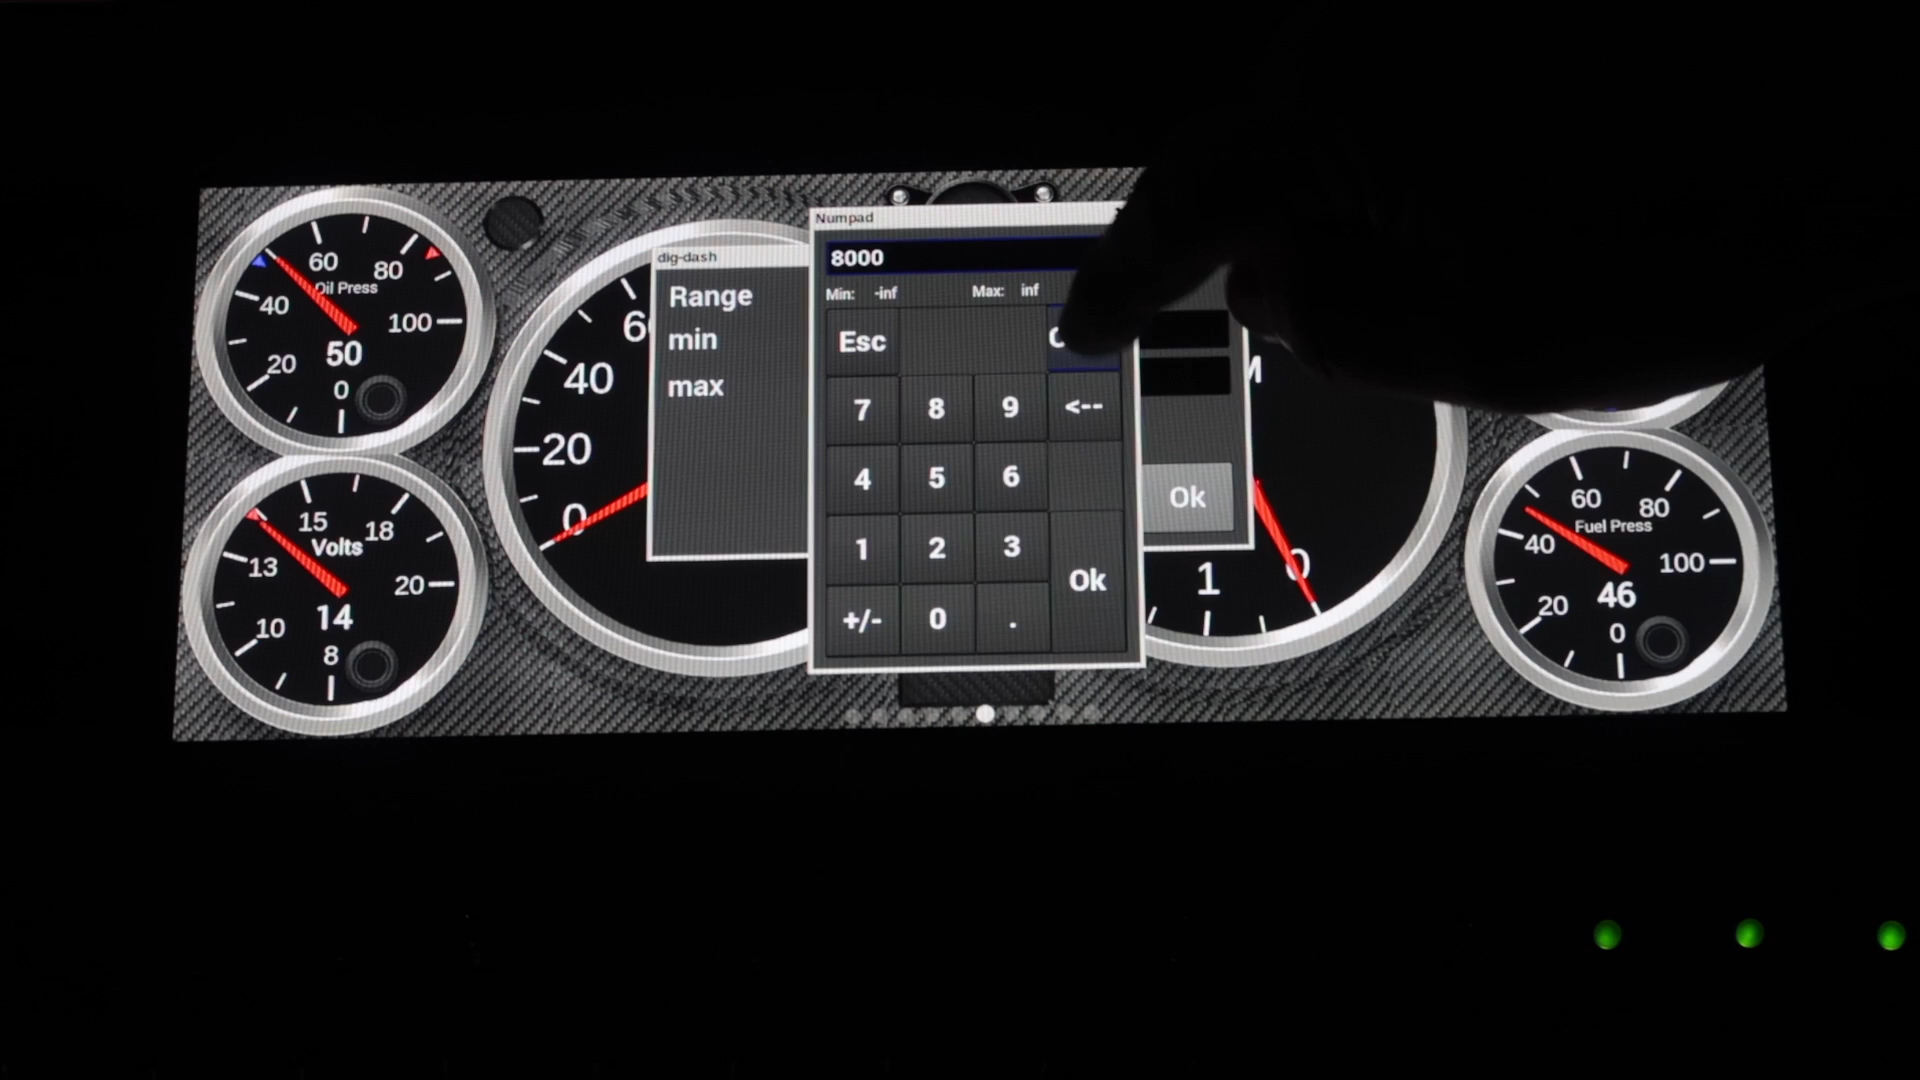 Numpad
8000
Min: -inf Max: inf
Esc
7 8 9 <--
4 5 6
1 2 3
Ok
+/- 0 .
dig-dash
Range
min
max
Ok
60 80
Oil Press
40 100
50
20
0
15 18
Volts
13 20
14
10
8
40
20
0
1 0
60 80
Fuel Press
40 100
46
20
0